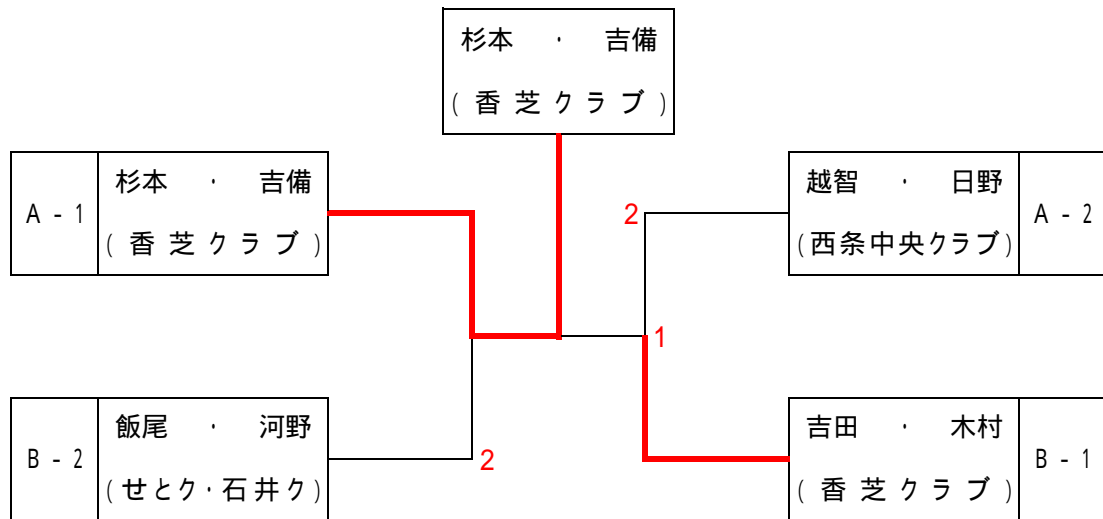 杉本 ・ 吉備
(香芝クラブ)
A-1
杉本 ・ 吉備
(香芝クラブ)
2
越智 ・ 日野
(西条中央クラブ)
A-2
1
B-2
飯尾 ・ 河野
(せとク・石井ク)
2
吉田 ・ 木村
(香芝クラブ)
B-1